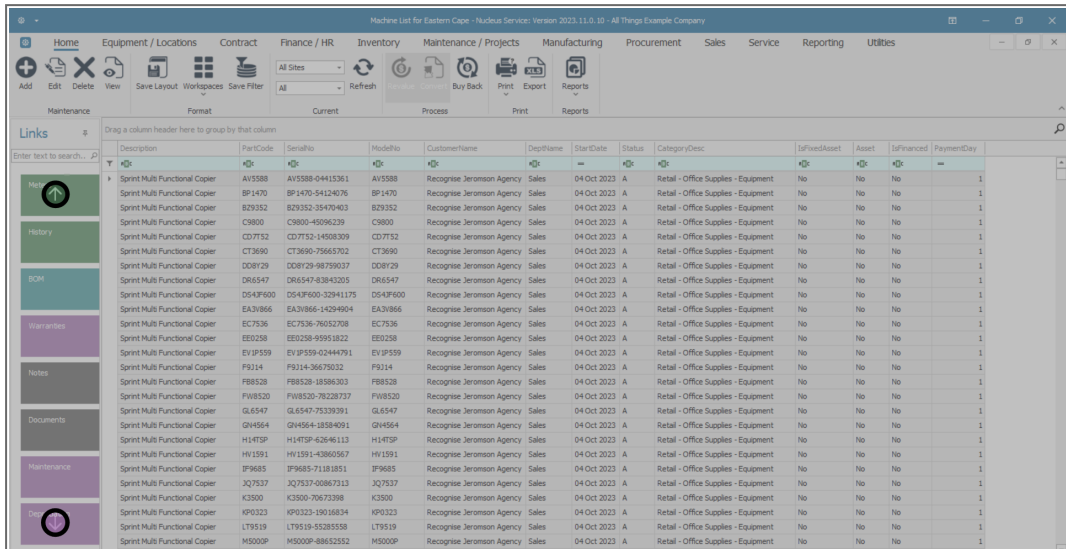 Machine List for Eastern Cape - Nucleus Service: Version 2023.11.0.10 - All Things Example Company
Home Equipment / Locations Contract Finance / HR Inventory Maintenance / Projects Manufacturing Procurement Sales Service Reporting Utilities
All Sites
All
Add Edit Delete View Save Layout Workspaces Save Filter Refresh Buy Back Print Export Reports
Maintenance Format Current Process Print Reports
Links
Enter text to search...
Drag a column header here to group by that column
Description PartCode SerialNo ModelNo CustomerName DeptName StartDate Status CategoryDesc IsFixedAsset Asset IsFinanced PaymentDay
History
BOM
Warranties
Notes
Documents
Maintenance
Sprint Multi Functional Copier AV5588 AV5588-04415361 AV5588 Recognise Jeromson Agency Sales 04 Oct 2023 A Retail - Office Supplies - Equipment No No No 1
Sprint Multi Functional Copier BP1470 BP1470-54124076 BP1470 Recognise Jeromson Agency Sales 04 Oct 2023 A Retail - Office Supplies - Equipment No No No 1
Sprint Multi Functional Copier BZ9352 BZ9352-35470403 BZ9352 Recognise Jeromson Agency Sales 04 Oct 2023 A Retail - Office Supplies - Equipment No No No 1
Sprint Multi Functional Copier C9800 C9800-45096239 C9800 Recognise Jeromson Agency Sales 04 Oct 2023 A Retail - Office Supplies - Equipment No No No 1
Sprint Multi Functional Copier CD7T52 CD7T52-14508309 CD7T52 Recognise Jeromson Agency Sales 04 Oct 2023 A Retail - Office Supplies - Equipment No No No 1
Sprint Multi Functional Copier CT3690 CT3690-75665702 CT3690 Recognise Jeromson Agency Sales 04 Oct 2023 A Retail - Office Supplies - Equipment No No No 1
Sprint Multi Functional Copier DD8Y29 DD8Y29-98759037 DD8Y29 Recognise Jeromson Agency Sales 04 Oct 2023 A Retail - Office Supplies - Equipment No No No 1
Sprint Multi Functional Copier DR6547 DR6547-83843205 DR6547 Recognise Jeromson Agency Sales 04 Oct 2023 A Retail - Office Supplies - Equipment No No No 1
Sprint Multi Functional Copier DS4JF600 DS4JF600-32941175 DS4JF600 Recognise Jeromson Agency Sales 04 Oct 2023 A Retail - Office Supplies - Equipment No No No 1
Sprint Multi Functional Copier EA3V866 EA3V866-14294904 EA3V866 Recognise Jeromson Agency Sales 04 Oct 2023 A Retail - Office Supplies - Equipment No No No 1
Sprint Multi Functional Copier EC7536 EC7536-76052708 EC7536 Recognise Jeromson Agency Sales 04 Oct 2023 A Retail - Office Supplies - Equipment No No No 1
Sprint Multi Functional Copier EE0258 EE0258-95951822 EE0258 Recognise Jeromson Agency Sales 04 Oct 2023 A Retail - Office Supplies - Equipment No No No 1
Sprint Multi Functional Copier EV1P559 EV1P559-02444791 EV1P559 Recognise Jeromson Agency Sales 04 Oct 2023 A Retail - Office Supplies - Equipment No No No 1
Sprint Multi Functional Copier F9J14 F9J14-36675032 F9J14 Recognise Jeromson Agency Sales 04 Oct 2023 A Retail - Office Supplies - Equipment No No No 1
Sprint Multi Functional Copier FB8528 FB8528-18586303 FB8528 Recognise Jeromson Agency Sales 04 Oct 2023 A Retail - Office Supplies - Equipment No No No 1
Sprint Multi Functional Copier FW8520 FW8520-78228737 FW8520 Recognise Jeromson Agency Sales 04 Oct 2023 A Retail - Office Supplies - Equipment No No No 1
Sprint Multi Functional Copier GL6547 GL6547-75339391 GL6547 Recognise Jeromson Agency Sales 04 Oct 2023 A Retail - Office Supplies - Equipment No No No 1
Sprint Multi Functional Copier GN4564 GN4564-18584091 GN4564 Recognise Jeromson Agency Sales 04 Oct 2023 A Retail - Office Supplies - Equipment No No No 1
Sprint Multi Functional Copier H14TSP H14TSP-62646113 H14TSP Recognise Jeromson Agency Sales 04 Oct 2023 A Retail - Office Supplies - Equipment No No No 1
Sprint Multi Functional Copier HV1591 HV1591-43860567 HV1591 Recognise Jeromson Agency Sales 04 Oct 2023 A Retail - Office Supplies - Equipment No No No 1
Sprint Multi Functional Copier IF9685 IF9685-71181851 IF9685 Recognise Jeromson Agency Sales 04 Oct 2023 A Retail - Office Supplies - Equipment No No No 1
Sprint Multi Functional Copier JQ7537 JQ7537-00867313 JQ7537 Recognise Jeromson Agency Sales 04 Oct 2023 A Retail - Office Supplies - Equipment No No No 1
Sprint Multi Functional Copier K3500 K3500-70673398 K3500 Recognise Jeromson Agency Sales 04 Oct 2023 A Retail - Office Supplies - Equipment No No No 1
Sprint Multi Functional Copier KP0323 KP0323-19016834 KP0323 Recognise Jeromson Agency Sales 04 Oct 2023 A Retail - Office Supplies - Equipment No No No 1
Sprint Multi Functional Copier LT9519 LT9519-55285558 LT9519 Recognise Jeromson Agency Sales 04 Oct 2023 A Retail - Office Supplies - Equipment No No No 1
Sprint Multi Functional Copier M5000P M5000P-88652552 M5000P Recognise Jeromson Agency Sales 04 Oct 2023 A Retail - Office Supplies - Equipment No No No 1